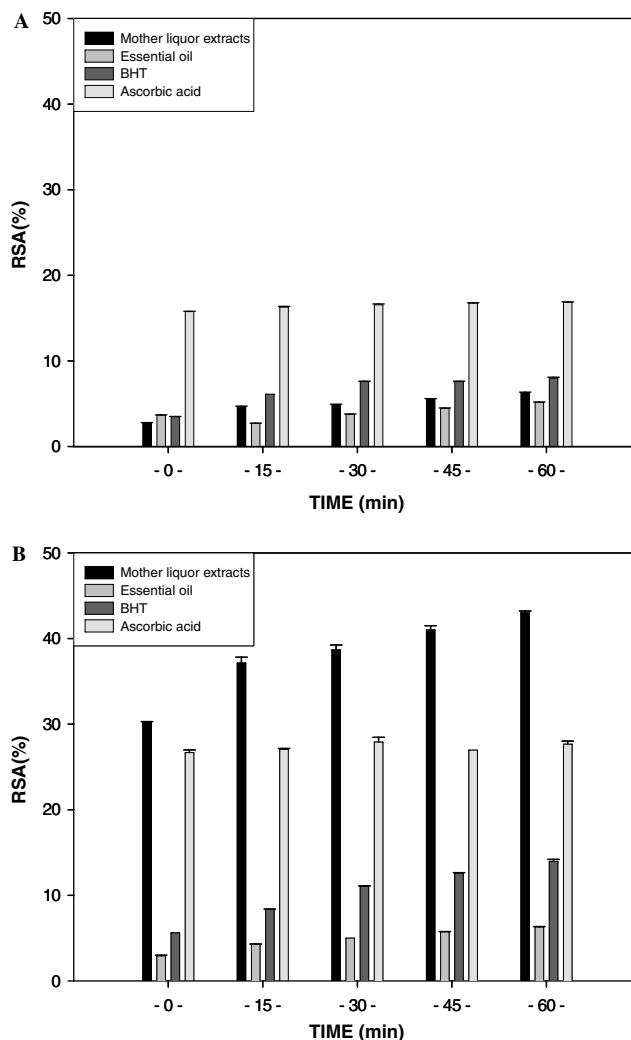 A
50
40
30
20
10
0
RSA(%)
Mother liquor extracts
Essential oil
BHT
Ascorbic acid
- 0 - - 15 - - 30 - - 45 - - 60 -
TIME (min)
B
50
40
30
20
10
0
RSA(%)
Mother liquor extracts
Essential oil
BHT
Ascorbic acid
- 0 - - 15 - - 30 - - 45 - - 60 -
TIME (min)